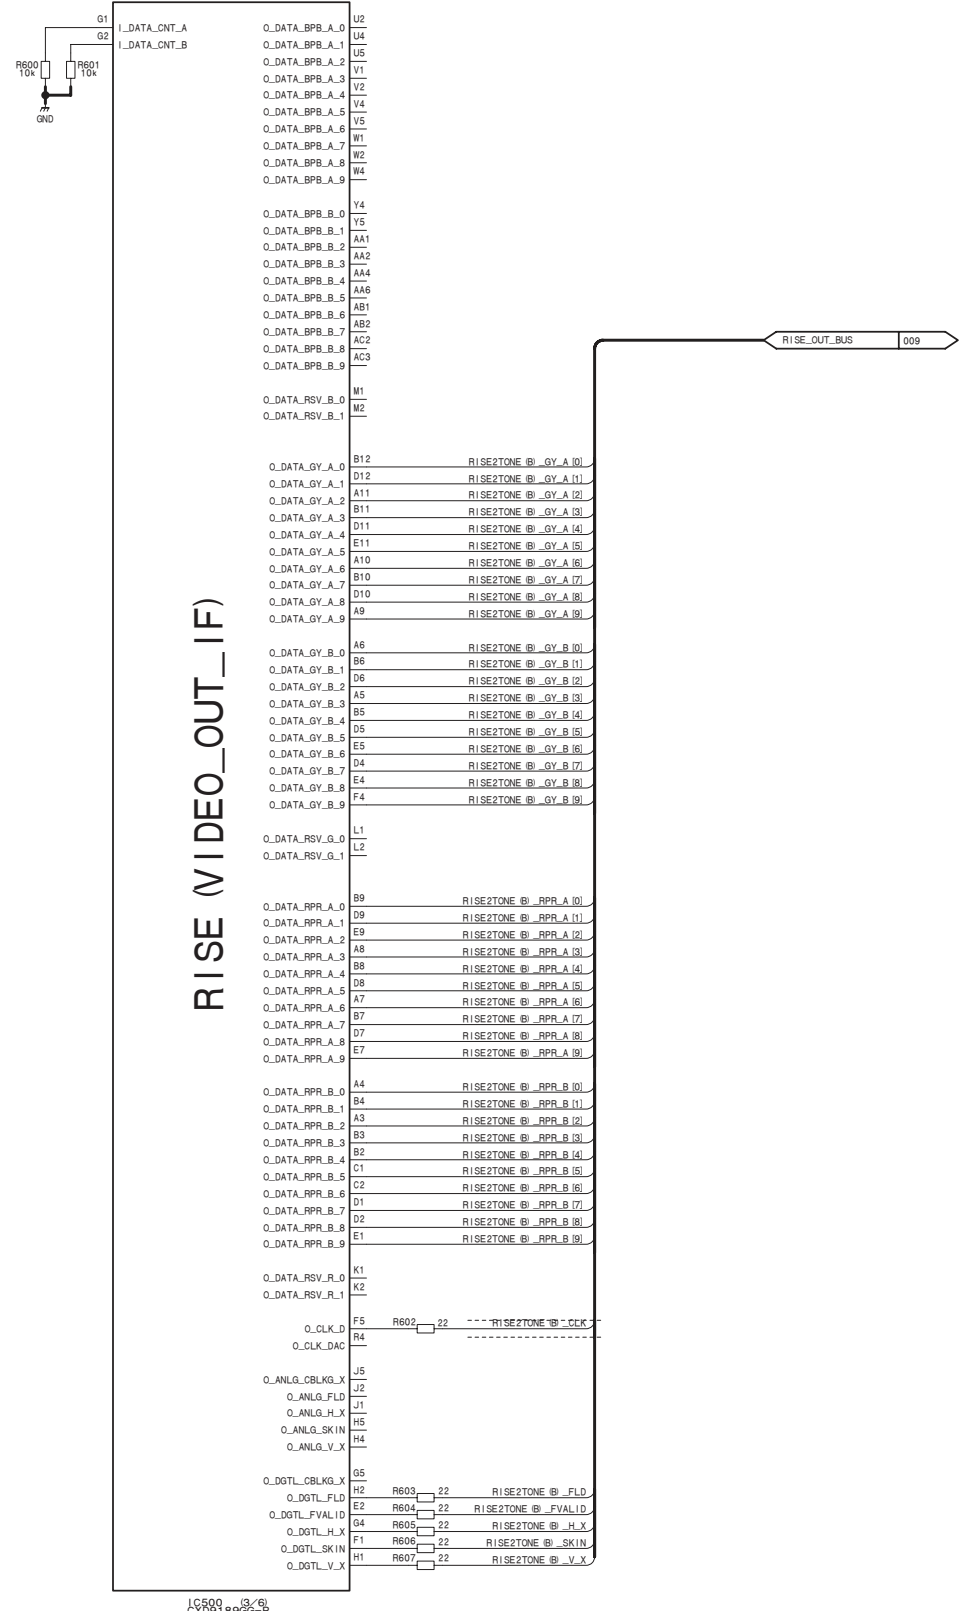 G1 I_DATA_CNT_A
G2 I_DATA_CNT_B
R600 10k
R601 10k
GND
O_DATA_BPB_A_0 U2
O_DATA_BPB_A_1 U4
O_DATA_BPB_A_2 U5
O_DATA_BPB_A_3 V1
O_DATA_BPB_A_4 V2
O_DATA_BPB_A_5 V4
O_DATA_BPB_A_6 V5
O_DATA_BPB_A_7 W1
O_DATA_BPB_A_8 W2
O_DATA_BPB_A_9 W4
O_DATA_BPB_B_0 Y4
O_DATA_BPB_B_1 Y5
O_DATA_BPB_B_2 AA1
O_DATA_BPB_B_3 AA2
O_DATA_BPB_B_4 AA4
O_DATA_BPB_B_5 AA6
O_DATA_BPB_B_6 AB1
O_DATA_BPB_B_7 AB2
O_DATA_BPB_B_8 AC2
O_DATA_BPB_B_9 AC3
RISE_OUT_BUS 009
O_DATA_RSV_B_0 M1
O_DATA_RSV_B_1 M2
O_DATA_GY_A_0 B12 RISE2TONE(B)_GY_A[0]
O_DATA_GY_A_1 D12 RISE2TONE(B)_GY_A[1]
O_DATA_GY_A_2 A11 RISE2TONE(B)_GY_A[2]
O_DATA_GY_A_3 B11 RISE2TONE(B)_GY_A[3]
O_DATA_GY_A_4 D11 RISE2TONE(B)_GY_A[4]
O_DATA_GY_A_5 E11 RISE2TONE(B)_GY_A[5]
O_DATA_GY_A_6 A10 RISE2TONE(B)_GY_A[6]
O_DATA_GY_A_7 B10 RISE2TONE(B)_GY_A[7]
O_DATA_GY_A_8 D10 RISE2TONE(B)_GY_A[8]
O_DATA_GY_A_9 A9 RISE2TONE(B)_GY_A[9]
RISE(VIDEO_OUT_IF)
O_DATA_GY_B_0 A6 RISE2TONE(B)_GY_B[0]
O_DATA_GY_B_1 B6 RISE2TONE(B)_GY_B[1]
O_DATA_GY_B_2 D6 RISE2TONE(B)_GY_B[2]
O_DATA_GY_B_3 A5 RISE2TONE(B)_GY_B[3]
O_DATA_GY_B_4 B5 RISE2TONE(B)_GY_B[4]
O_DATA_GY_B_5 D5 RISE2TONE(B)_GY_B[5]
O_DATA_GY_B_6 E5 RISE2TONE(B)_GY_B[6]
O_DATA_GY_B_7 D4 RISE2TONE(B)_GY_B[7]
O_DATA_GY_B_8 E4 RISE2TONE(B)_GY_B[8]
O_DATA_GY_B_9 F4 RISE2TONE(B)_GY_B[9]
O_DATA_RSV_G_0 L1
O_DATA_RSV_G_1 L2
O_DATA_RPR_A_0 B9 RISE2TONE(B)_RPR_A[0]
O_DATA_RPR_A_1 D9 RISE2TONE(B)_RPR_A[1]
O_DATA_RPR_A_2 E9 RISE2TONE(B)_RPR_A[2]
O_DATA_RPR_A_3 A8 RISE2TONE(B)_RPR_A[3]
O_DATA_RPR_A_4 B8 RISE2TONE(B)_RPR_A[4]
O_DATA_RPR_A_5 D8 RISE2TONE(B)_RPR_A[5]
O_DATA_RPR_A_6 A7 RISE2TONE(B)_RPR_A[6]
O_DATA_RPR_A_7 B7 RISE2TONE(B)_RPR_A[7]
O_DATA_RPR_A_8 D7 RISE2TONE(B)_RPR_A[8]
O_DATA_RPR_A_9 E7 RISE2TONE(B)_RPR_A[9]
O_DATA_RPR_B_0 A4 RISE2TONE(B)_RPR_B[0]
O_DATA_RPR_B_1 B4 RISE2TONE(B)_RPR_B[1]
O_DATA_RPR_B_2 A3 RISE2TONE(B)_RPR_B[2]
O_DATA_RPR_B_3 B3 RISE2TONE(B)_RPR_B[3]
O_DATA_RPR_B_4 B2 RISE2TONE(B)_RPR_B[4]
O_DATA_RPR_B_5 C1 RISE2TONE(B)_RPR_B[5]
O_DATA_RPR_B_6 C2 RISE2TONE(B)_RPR_B[6]
O_DATA_RPR_B_7 D1 RISE2TONE(B)_RPR_B[7]
O_DATA_RPR_B_8 D2 RISE2TONE(B)_RPR_B[8]
O_DATA_RPR_B_9 E1 RISE2TONE(B)_RPR_B[9]
O_DATA_RSV_R_0 K1
O_DATA_RSV_R_1 K2
O_CLK_D F5 R602 22 RISE2TONE(B)_CLK
O_CLK_DAC R4
O_ANLG_CBLKG_X J5
O_ANLG_FLD J2
O_ANLG_H_X J1
O_ANLG_SKIN H5
O_ANLG_V_X H4
O_DGTL_CBLKG_X G5
O_DGTL_FLD H2 R603 22 RISE2TONE(B)_FLD
O_DGTL_FVALID E2 R604 22 RISE2TONE(B)_FVALID
O_DGTL_H_X G4 R605 22 RISE2TONE(B)_H_X
O_DGTL_SKIN F1 R606 22 RISE2TONE(B)_SKIN
O_DGTL_V_X H1 R607 22 RISE2TONE(B)_V_X
IC500 (3/6)
CXD9189GG-B